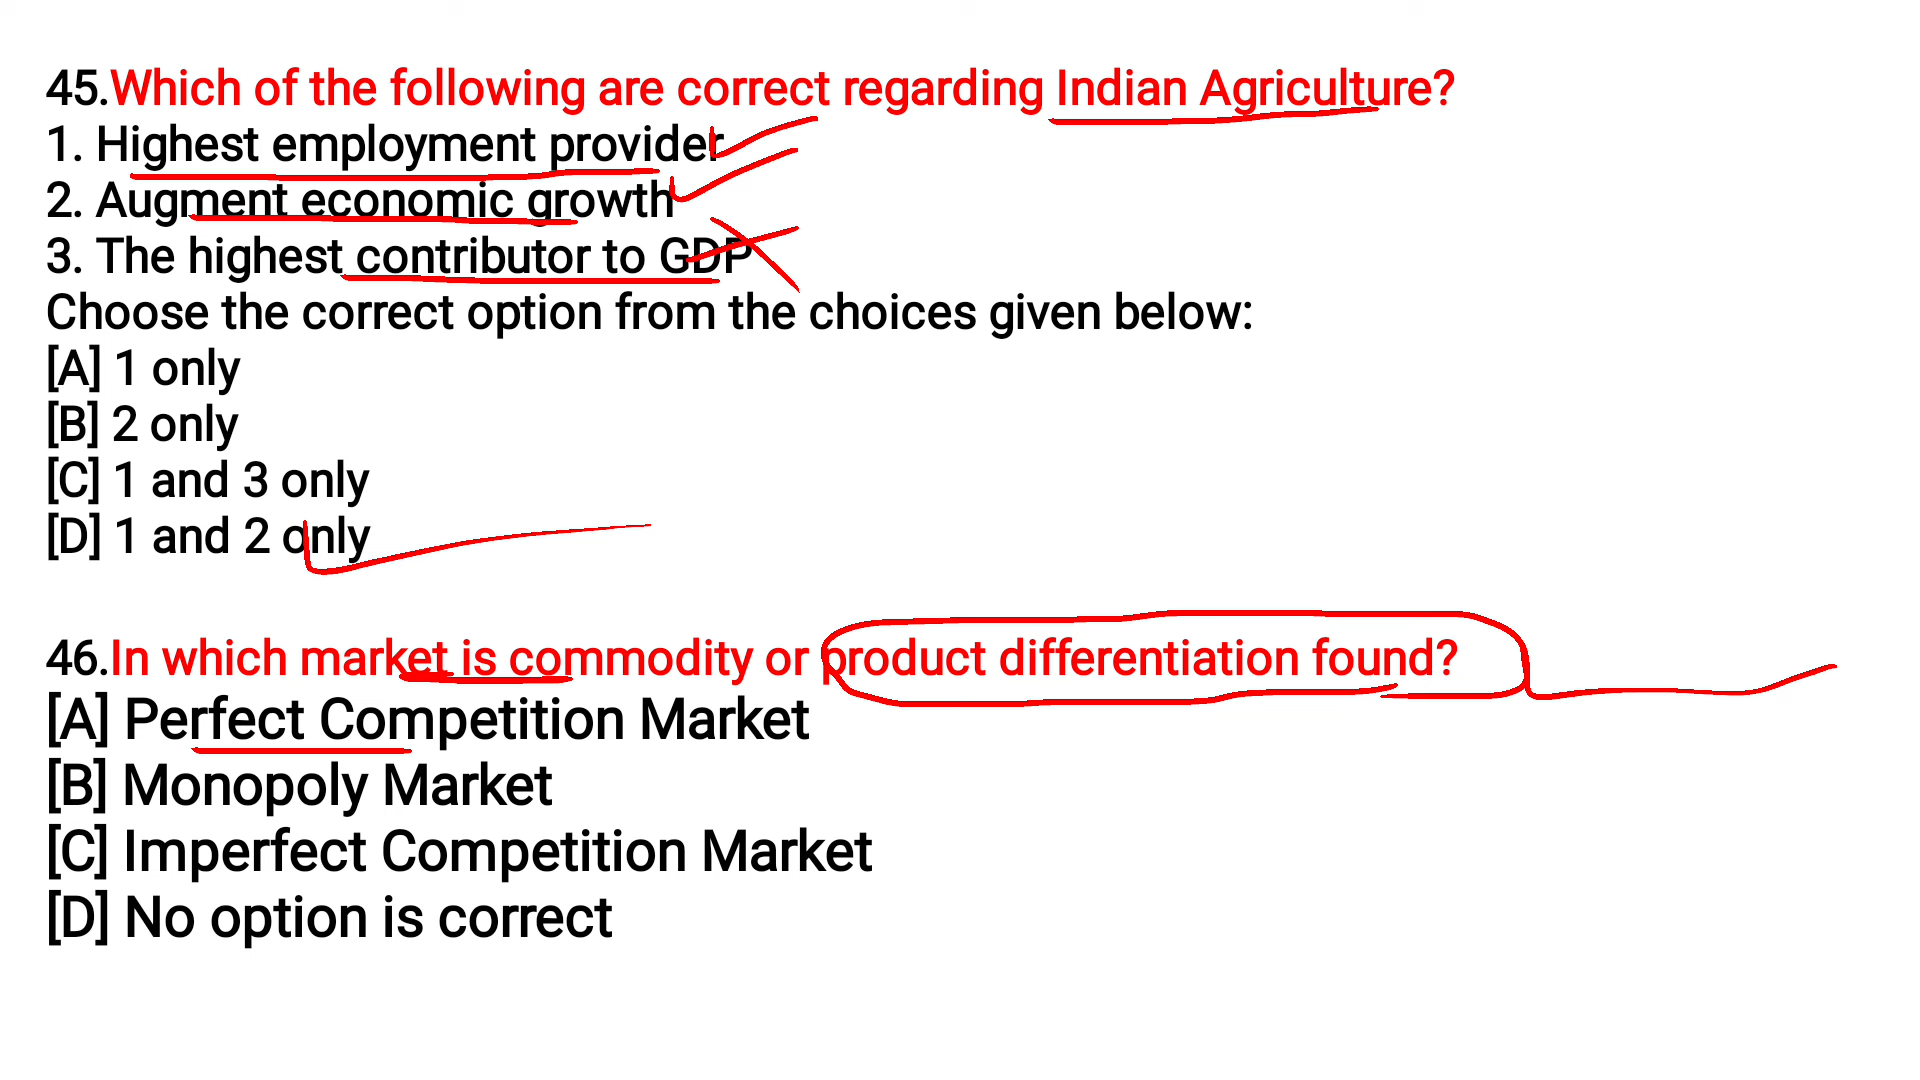 45.Which of the following are correct regarding Indian Agriculture?
1. Highest employment provider
2. Augment economic growth
3. The highest contributor to GDP
Choose the correct option from the choices given below:
[A] 1 only
[B] 2 only
[C] 1 and 3 only
[D] 1 and 2 only
46.In which market is commodity or product differentiation found?
[A] Perfect Competition Market
[B] Monopoly Market
[C] Imperfect Competition Market
[D] No option is correct